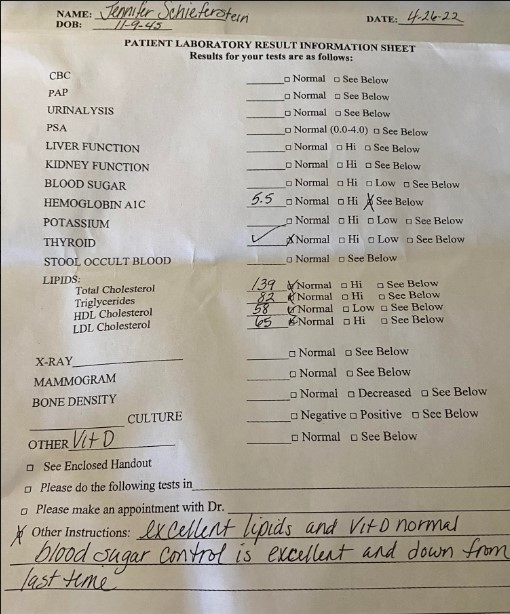 NAME: Jennifer Schieferstein DATE: 4-26-22
DOB: 11-9-45
PATIENT LABORATORY RESULT INFORMATION SHEET
Results for your tests are as follows:
CBC ☐ Normal ☐ See Below
PAP ☐ Normal ☐ See Below
URINALYSIS ☐ Normal ☐ See Below
PSA ☐ Normal (0.0-4.0) ☐ See Below
LIVER FUNCTION ☐ Normal ☐ Hi ☐ See Below
KIDNEY FUNCTION ☐ Normal ☐ Hi ☐ See Below
BLOOD SUGAR ☐ Normal ☐ Hi ☐ Low ☐ See Below
HEMOGLOBIN A1C 5.5 ☐ Normal ☐ Hi ☒ See Below
POTASSIUM ☐ Normal ☐ Hi ☐ Low ☐ See Below
THYROID ✓ ☒ Normal ☐ Hi ☐ Low ☐ See Below
STOOL OCCULT BLOOD ☐ Normal ☐ See Below
LIPIDS:
Total Cholesterol 139 ☒ Normal ☐ Hi ☐ See Below
Triglycerides 82 ☒ Normal ☐ Hi ☐ See Below
HDL Cholesterol 58 ☒ Normal ☐ Low ☐ See Below
LDL Cholesterol 65 ☒ Normal ☐ Hi ☐ See Below
X-RAY ☐ Normal ☐ See Below
MAMMOGRAM ☐ Normal ☐ See Below
BONE DENSITY ☐ Normal ☐ Decreased ☐ See Below
CULTURE ☐ Negative ☐ Positive ☐ See Below
OTHER Vit D ☐ Normal ☐ See Below
☐ See Enclosed Handout
☐ Please do the following tests in
☐ Please make an appointment with Dr.
☒ Other Instructions: excellent lipids and Vit D normal
blood sugar control is excellent and down from
last time